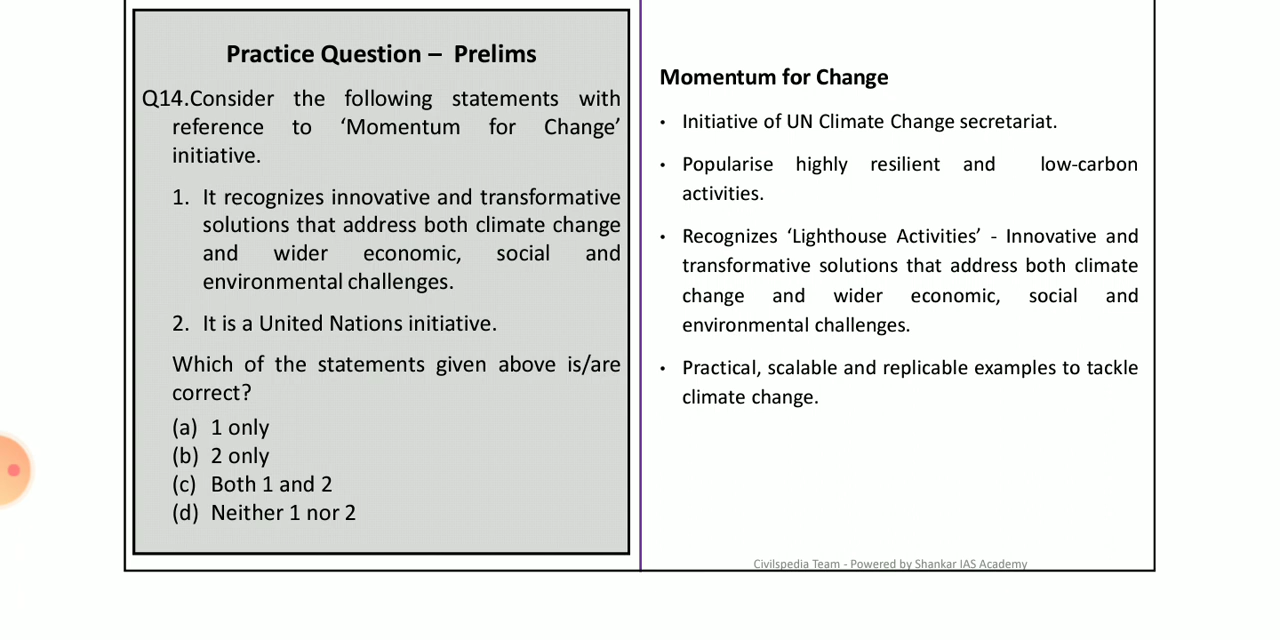 Practice Question – Prelims
Q14.Consider the following statements with
reference to ‘Momentum for Change’
initiative.
1. It recognizes innovative and transformative
solutions that address both climate change
and wider economic, social and
environmental challenges.
2. It is a United Nations initiative.
Which of the statements given above is/are
correct?
(a) 1 only
(b) 2 only
(c) Both 1 and 2
(d) Neither 1 nor 2
Momentum for Change
• Initiative of UN Climate Change secretariat.
• Popularise highly resilient and low-carbon
activities.
• Recognizes ‘Lighthouse Activities’ - Innovative and
transformative solutions that address both climate
change and wider economic, social and
environmental challenges.
• Practical, scalable and replicable examples to tackle
climate change.
Civilspedia Team - Powered by Shankar IAS Academy